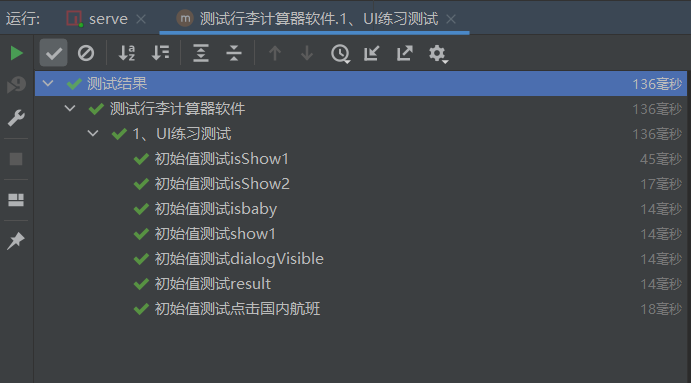 运行: serve 测试行李计算器软件.1、UI练习测试
测试结果 136毫秒
测试行李计算器软件 136毫秒
1、UI练习测试 136毫秒
初始值测试isShow1 45毫秒
初始值测试isShow2 17毫秒
初始值测试isbaby 14毫秒
初始值测试show1 14毫秒
初始值测试dialogVisible 14毫秒
初始值测试result 14毫秒
初始值测试点击国内航班 18毫秒